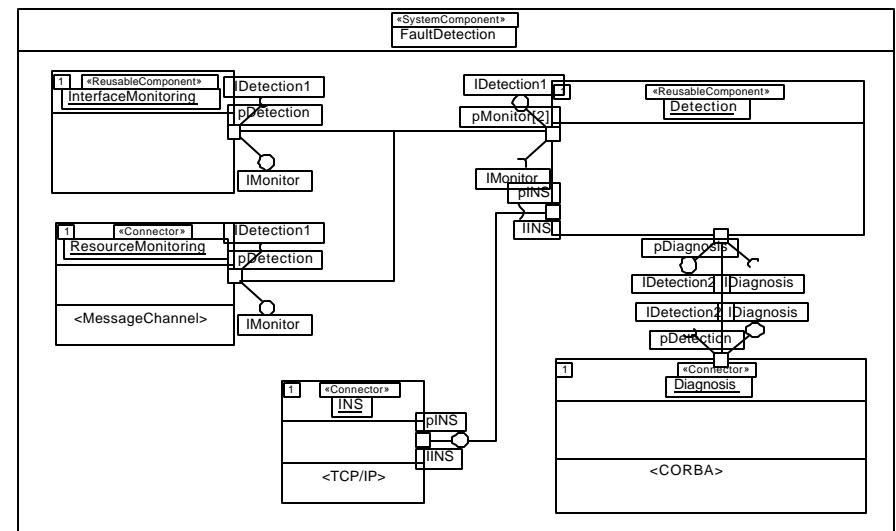 «SystemComponent»
FaultDetection
1 «ReusableComponent»
InterfaceMonitoring
IDetection1
pDetection
IMonitor
IDetection1
pMonitor[2]
IMonitor
pINS
IINS
1 «ReusableComponent»
Detection
1 «Connector»
ResourceMonitoring
<MessageChannel>
IDetection1
pDetection
IMonitor
pDiagnosis
IDetection2 IDiagnosis
IDetection2 IDiagnosis
pDetection
1 «Connector»
INS
<TCP/IP>
pINS
IINS
1 «Connector»
Diagnosis
<CORBA>